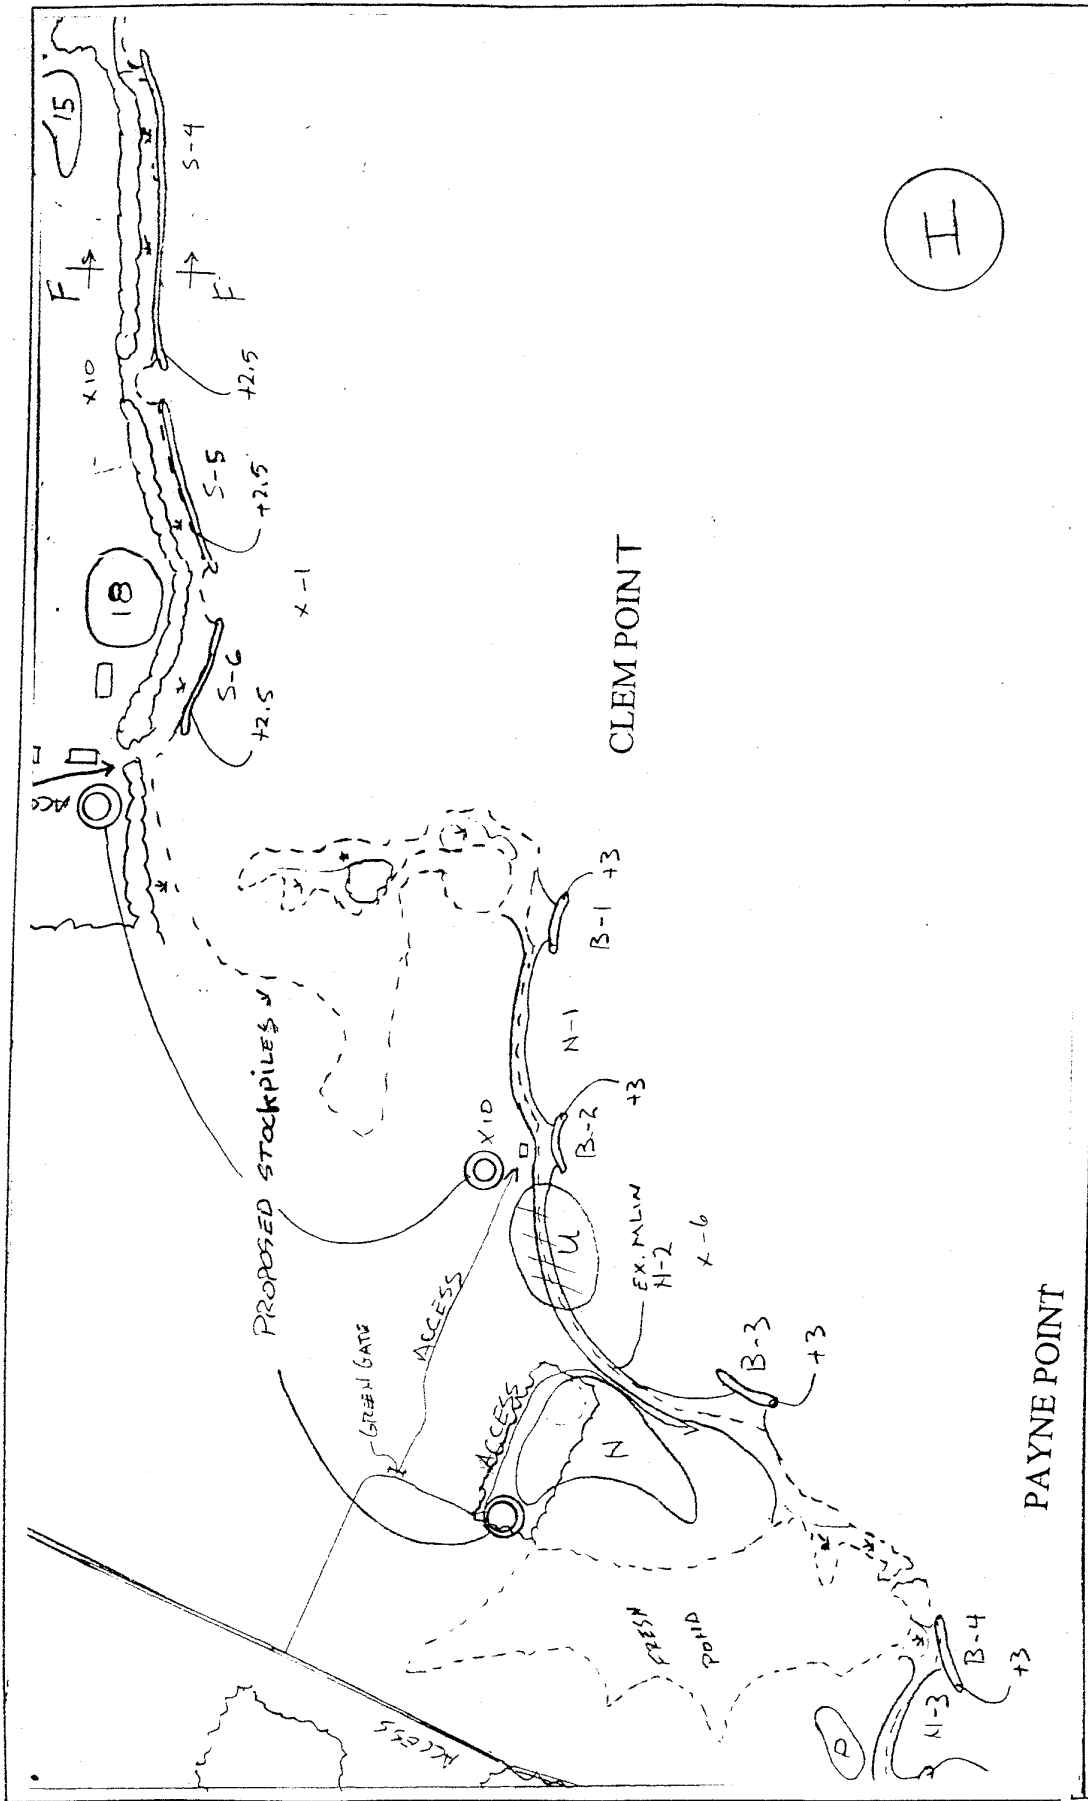 15
F
F
S-4
H
x10
+2.5
S-5
+2.5
18
x-1
S-6
+2.5
CLEM POINT
PROPOSED STOCKPILES
B-1
+3
N-1
x10
B-2
+3
U
EX. MLW
N-2
x-6
GREEN GATE
ACCESS
ACCESS
N
B-3
+3
PAYNE POINT
FRESH
POND
ACCESS
B-4
+3
N-3